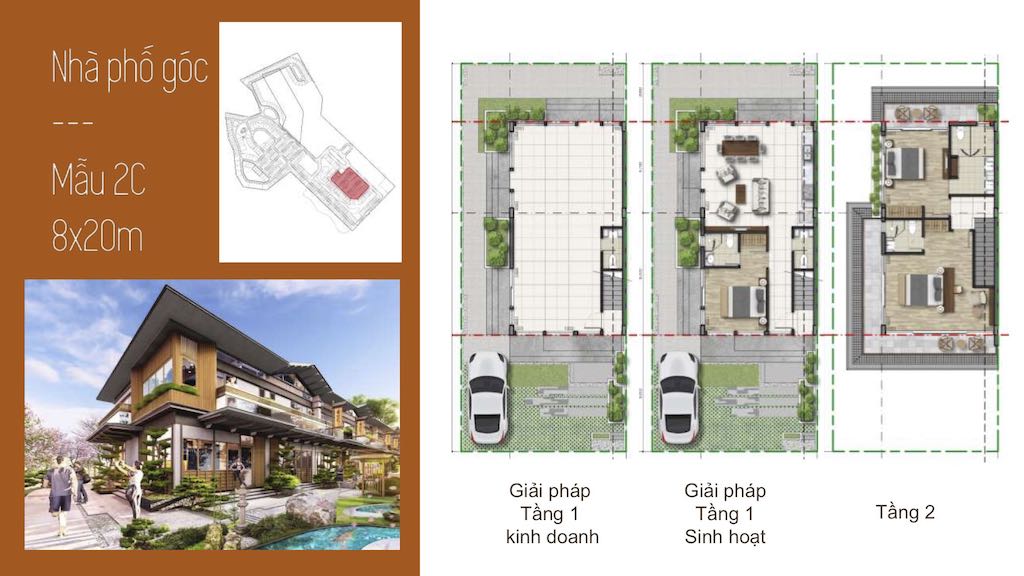 Nhà phố góc
---
Mẫu 2C
8x20m
Giải pháp
Tầng 1
kinh doanh
Giải pháp
Tầng 1
Sinh hoạt
Tầng 2